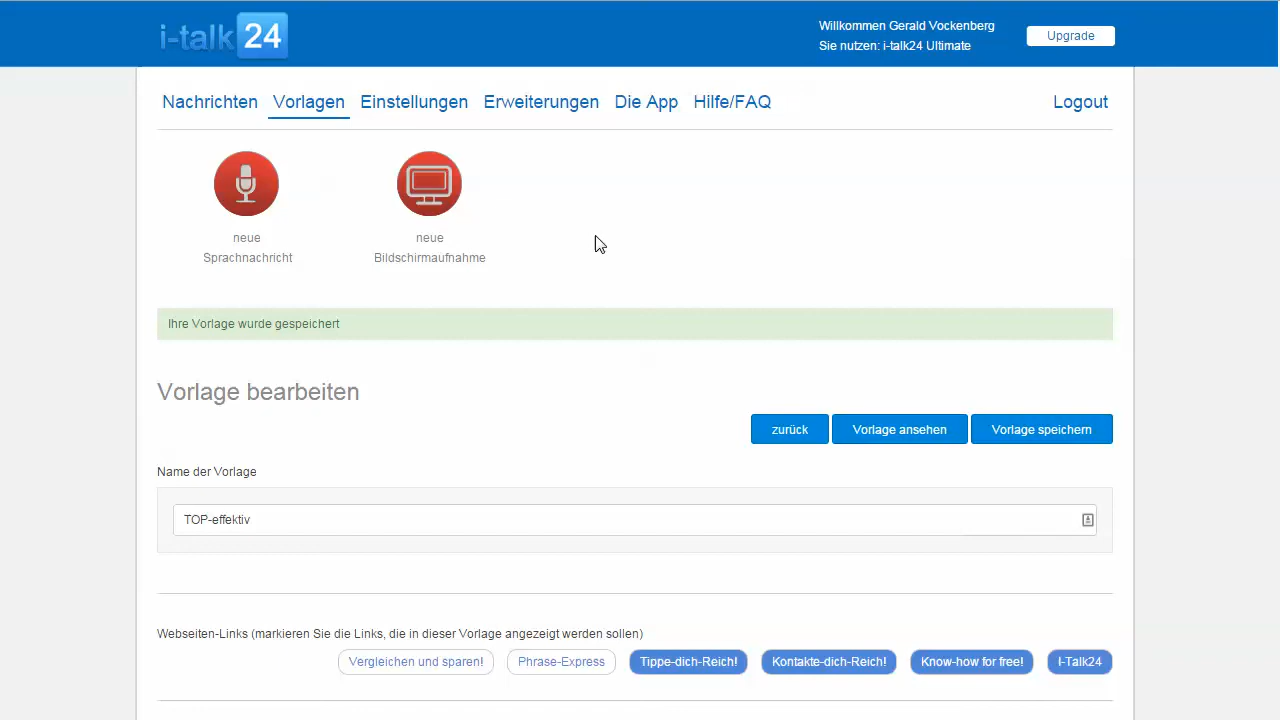 i-talk 24
Willkommen Gerald Vockenberg
Sie nutzen: i-talk24 Ultimate
Upgrade
Nachrichten Vorlagen Einstellungen Erweiterungen Die App Hilfe/FAQ Logout
neue
Sprachnachricht
neue
Bildschirmaufnahme
Ihre Vorlage wurde gespeichert
Vorlage bearbeiten
zurück Vorlage ansehen Vorlage speichern
Name der Vorlage
TOP-effektiv
Webseiten-Links (markieren Sie die Links, die in dieser Vorlage angezeigt werden sollen)
Vergleichen und sparen! Phrase-Express Tippe-dich-Reich! Kontakte-dich-Reich! Know-how for free! I-Talk24